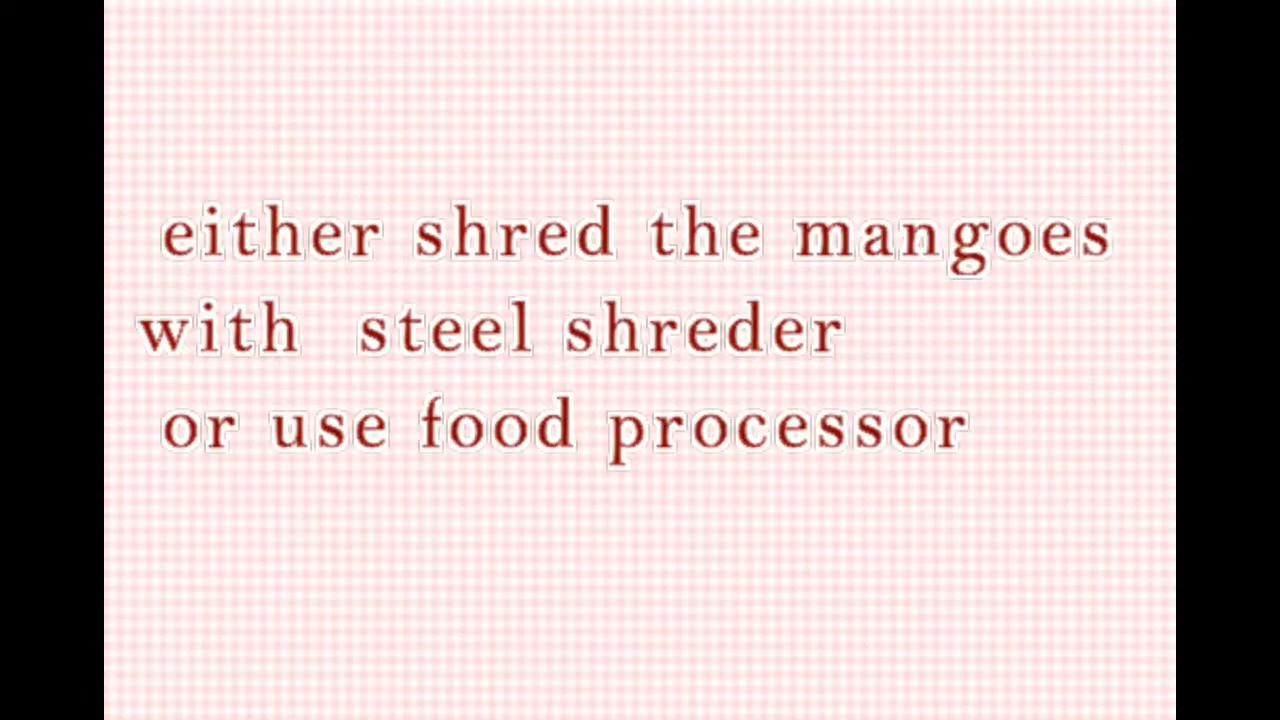 either shred the mangoes
with steel shreder
or use food processor